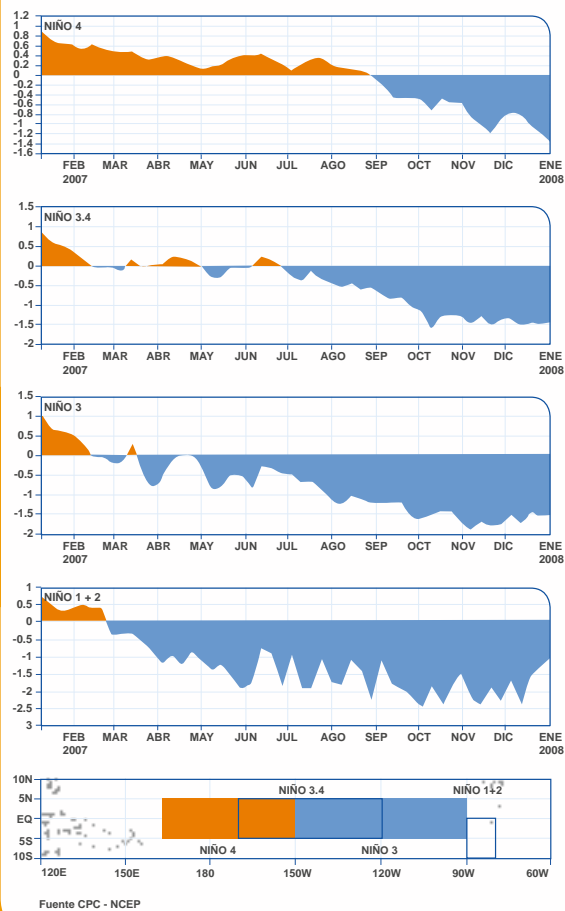 1.2
NIÑO 4
1
0.8
0.6
0.4
0.2
0
-0.2
-0.4
-0.6
-0.8
-1
-1.2
-1.4
-1.6
FEB MAR ABR MAY JUN JUL AGO SEP OCT NOV DIC ENE
2007 2008
1.5
NIÑO 3.4
1
0.5
0
-0.5
-1
-1.5
-2
FEB MAR ABR MAY JUN JUL AGO SEP OCT NOV DIC ENE
2007 2008
1.5
NIÑO 3
1
0.5
0
-0.5
-1
-1.5
-2
FEB MAR ABR MAY JUN JUL AGO SEP OCT NOV DIC ENE
2007 2008
1
NIÑO 1 + 2
0.5
0
-0.5
-1
-1.5
-2
-2.5
3
FEB MAR ABR MAY JUN JUL AGO SEP OCT NOV DIC ENE
2007 2008
10N
NIÑO 3.4 NIÑO 1+2
5N
EQ
5S
NIÑO 4 NIÑO 3
10S
120E 150E 180 150W 120W 90W 60W
Fuente CPC - NCEP